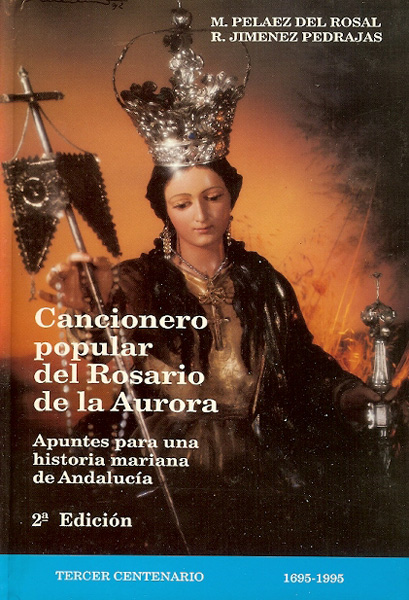 M. PELAEZ DEL ROSAL
R. JIMENEZ PEDRAJAS
Cancionero
popular
del Rosario
de la Aurora
Apuntes para una
historia mariana
de Andalucía
2ª Edición
TERCER CENTENARIO 1695-1995